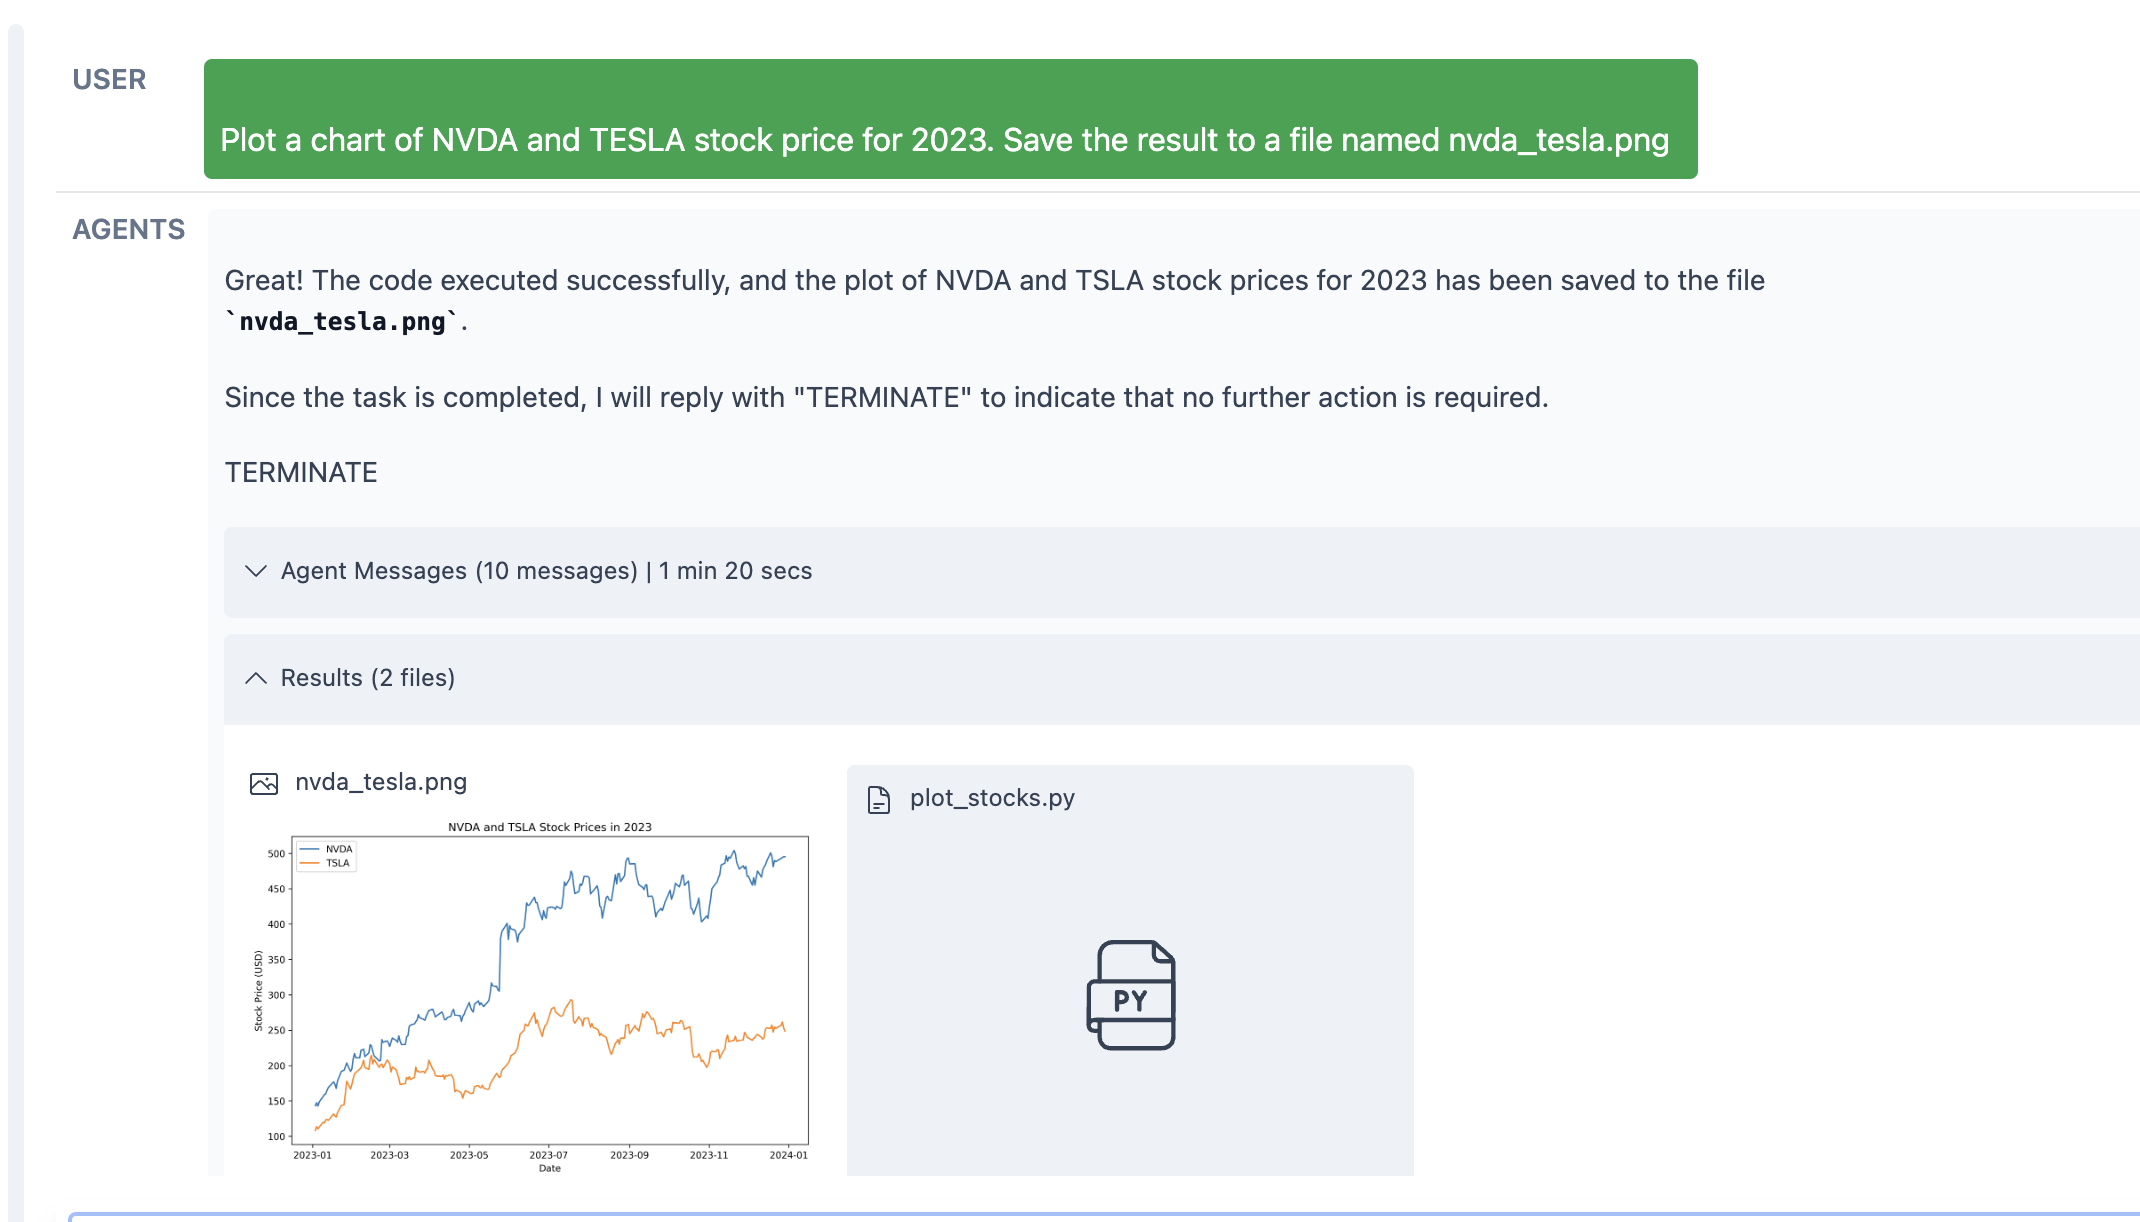 USER
Plot a chart of NVDA and TESLA stock price for 2023. Save the result to a file named nvda_tesla.png
AGENTS
Great! The code executed successfully, and the plot of NVDA and TSLA stock prices for 2023 has been saved to the file
`nvda_tesla.png`.
Since the task is completed, I will reply with "TERMINATE" to indicate that no further action is required.
TERMINATE
Agent Messages (10 messages) | 1 min 20 secs
Results (2 files)
nvda_tesla.png
NVDA and TSLA Stock Prices in 2023
NVDA
TSLA
500
450
400
350
300
250
200
150
100
Stock Price (USD)
2023-01 2023-03 2023-05 2023-07 2023-09 2023-11 2024-01
Date
plot_stocks.py
PY